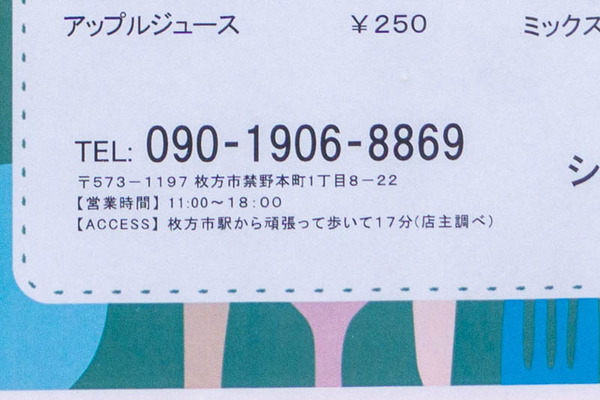 アップルジュース ￥250 ミックス
TEL: 090-1906-8869
〒573－1197 枚方市禁野本町1丁目8－22
【営業時間】 11:00～18:00
【ACCESS】 枚方市駅から頑張って歩いて17分(店主調べ)
シ